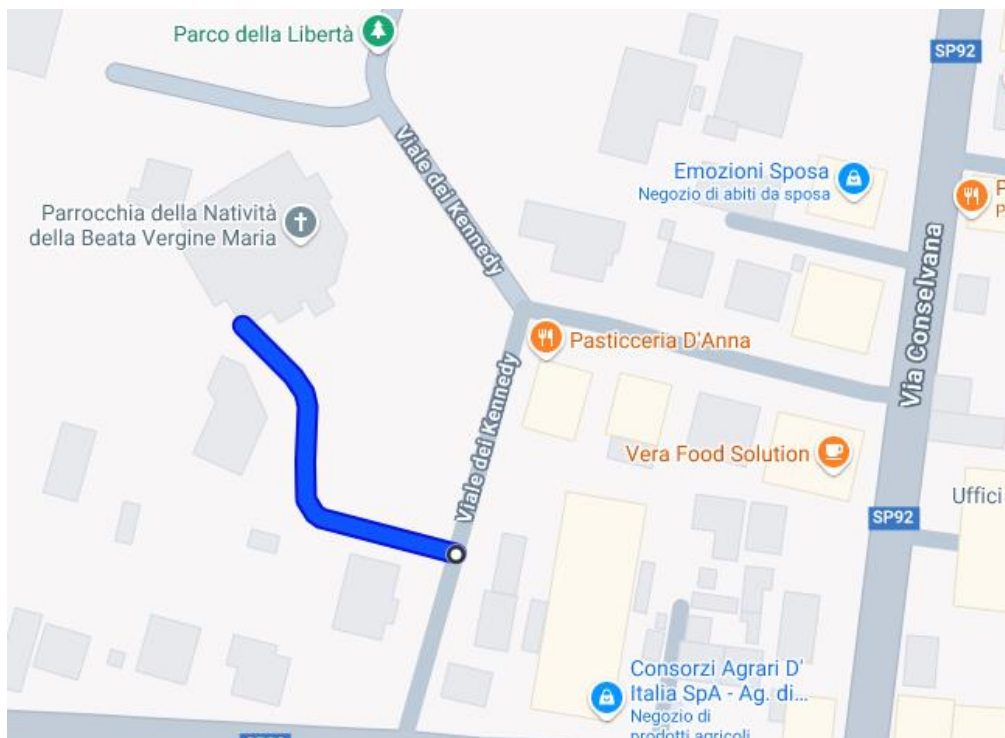 Parco della Libertà
SP92
Viale dei Kennedy
Emozioni Sposa
Negozio di abiti da sposa
Parrocchia della Natività
della Beata Vergine Maria
Via Conselvana
Pasticceria D'Anna
Viale dei Kennedy
Vera Food Solution
Uffici
SP92
Consorzi Agrari D'
Italia SpA - Ag. di...
Negozio di
prodotti agricoli